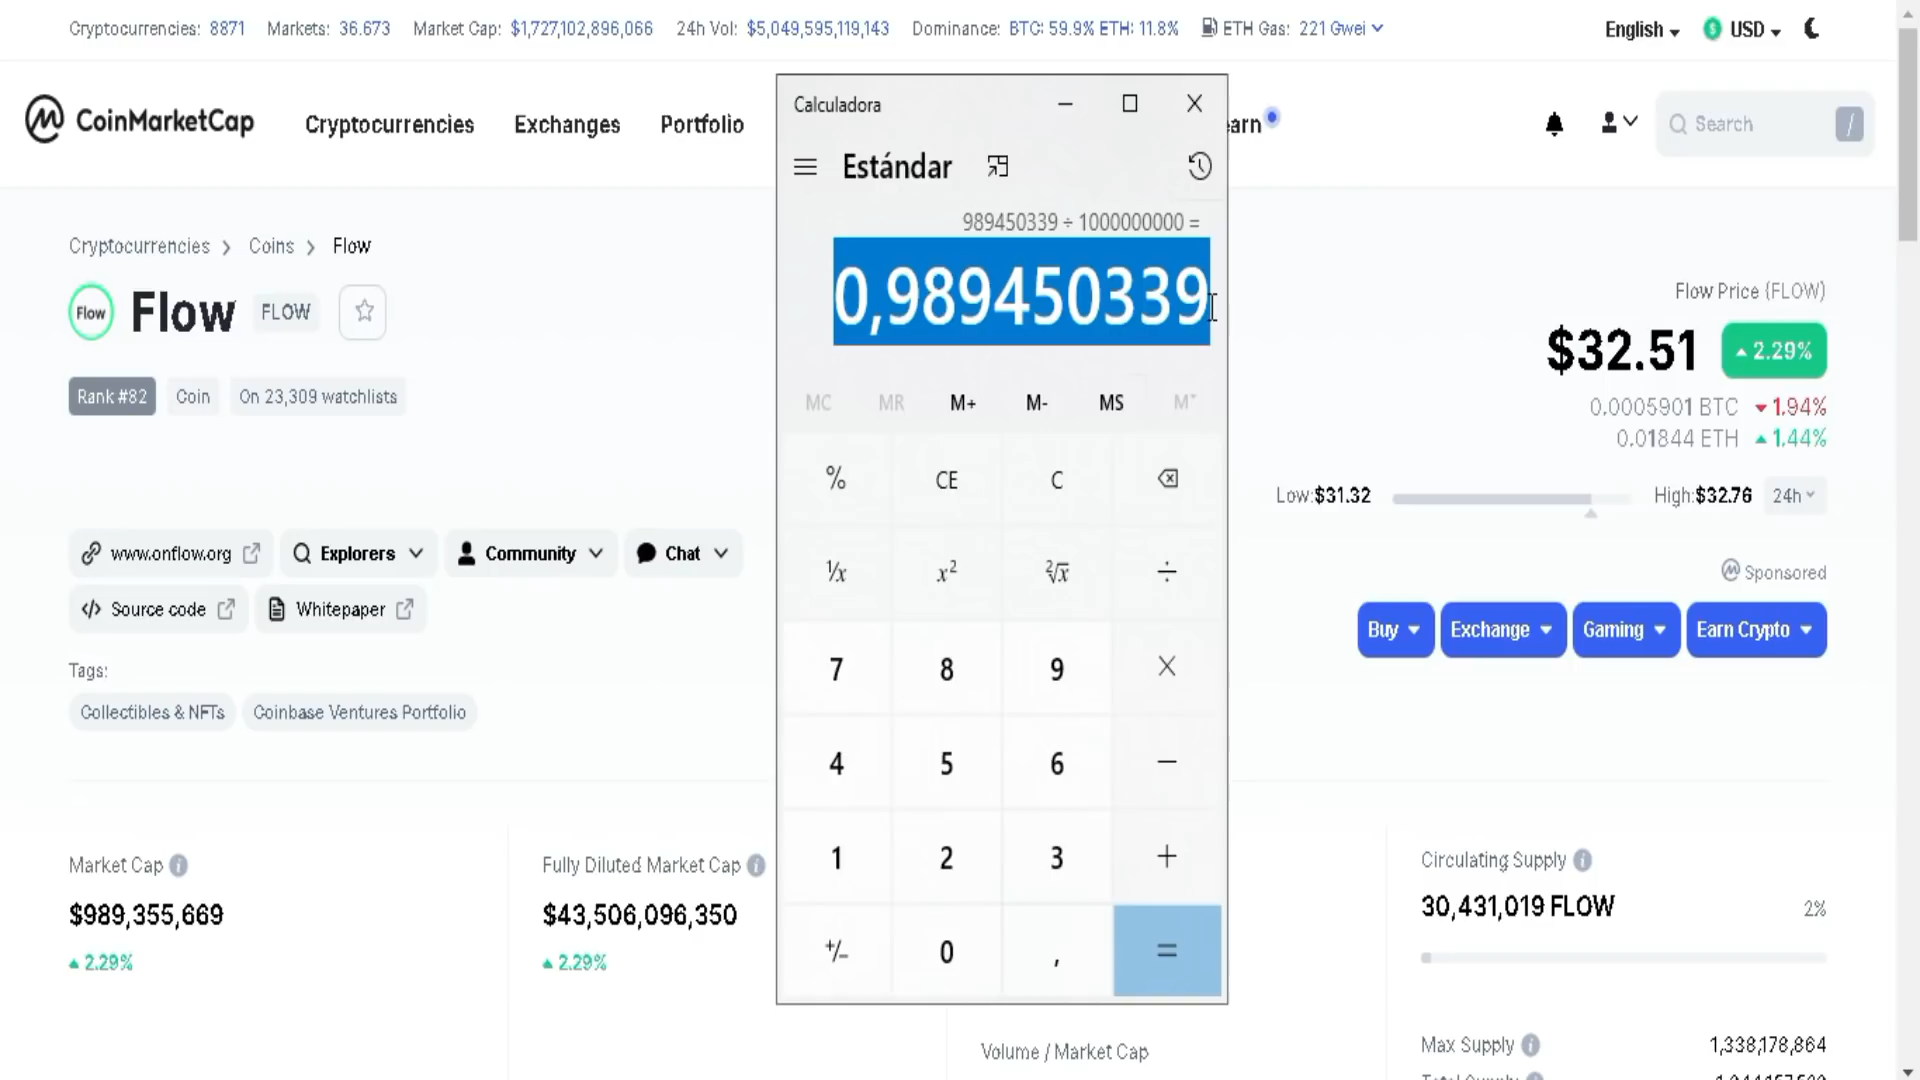 Cryptocurrencies: 8871 Markets: 36.673 Market Cap: $1,727,102,896,066 24h Vol: $5,049,595,119,143 Dominance: BTC: 59.9% ETH: 11.8% ETH Gas: 221 Gwei
English USD
CoinMarketCap Cryptocurrencies Exchanges Portfolio earn Search /
Calculadora
Estándar
989450339 ÷ 1000000000 =
0,989450339
MC MR M+ M- MS M˅
% CE C
¹/x x² ²√x ÷
7 8 9 ×
4 5 6 −
1 2 3 +
+/− 0 , =
Cryptocurrencies > Coins > Flow
Flow Flow FLOW
Rank #82 Coin On 23,309 watchlists
www.onflow.org Explorers Community Chat
Source code Whitepaper
Tags:
Collectibles & NFTs Coinbase Ventures Portfolio
Flow Price (FLOW)
$32.51 2.29%
0.0005901 BTC 1.94%
0.01844 ETH 1.44%
Low:$31.32 High:$32.76 24h
Sponsored
Buy Exchange Gaming Earn Crypto
Market Cap
$989,355,669
2.29%
Fully Diluted Market Cap
$43,506,096,350
2.29%
Volume / Market Cap
Circulating Supply
30,431,019 FLOW 2%
Max Supply 1,338,178,864